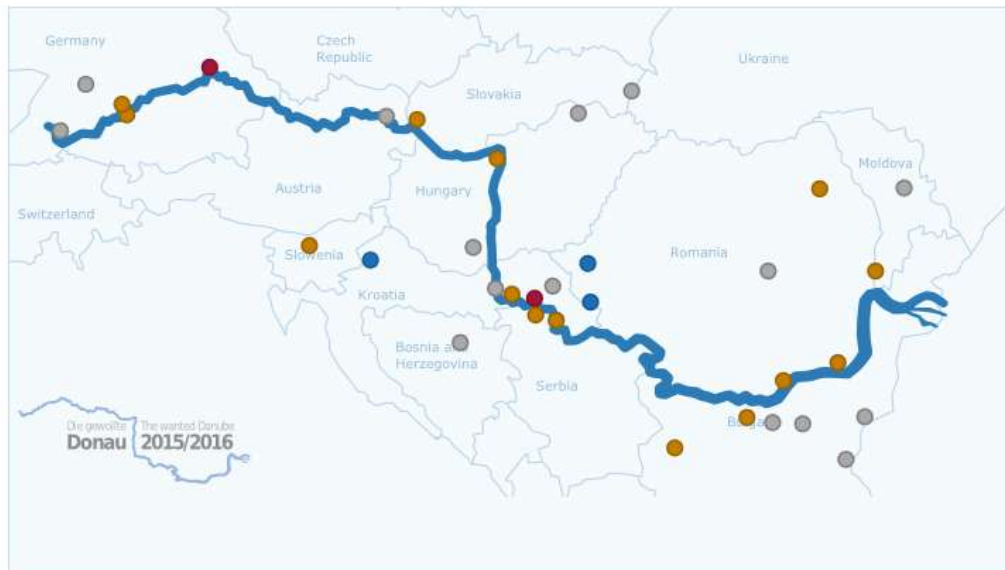 Germany
Czech
Republic
Ukraine
Slovakia
Moldova
Austria
Hungary
Switzerland
Slowenia
Romania
Kroatia
Bosnia and
Herzegovina
Serbia
Die gewollte
Donau
The wanted Danube
2015/2016